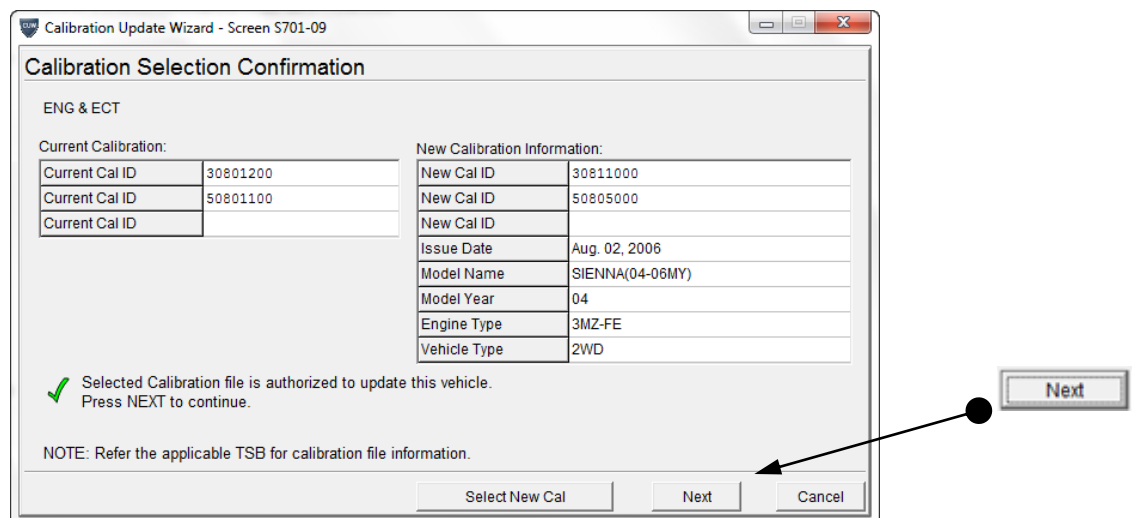 CUW Calibration Update Wizard - Screen S701-09
Calibration Selection Confirmation
ENG & ECT
Current Calibration:
Current Cal ID 30801200
Current Cal ID 50801100
Current Cal ID
New Calibration Information:
New Cal ID 30811000
New Cal ID 50805000
New Cal ID
Issue Date Aug. 02, 2006
Model Name SIENNA(04-06MY)
Model Year 04
Engine Type 3MZ-FE
Vehicle Type 2WD
Selected Calibration file is authorized to update this vehicle.
Press NEXT to continue.
NOTE: Refer the applicable TSB for calibration file information.
Select New Cal Next Cancel
Next